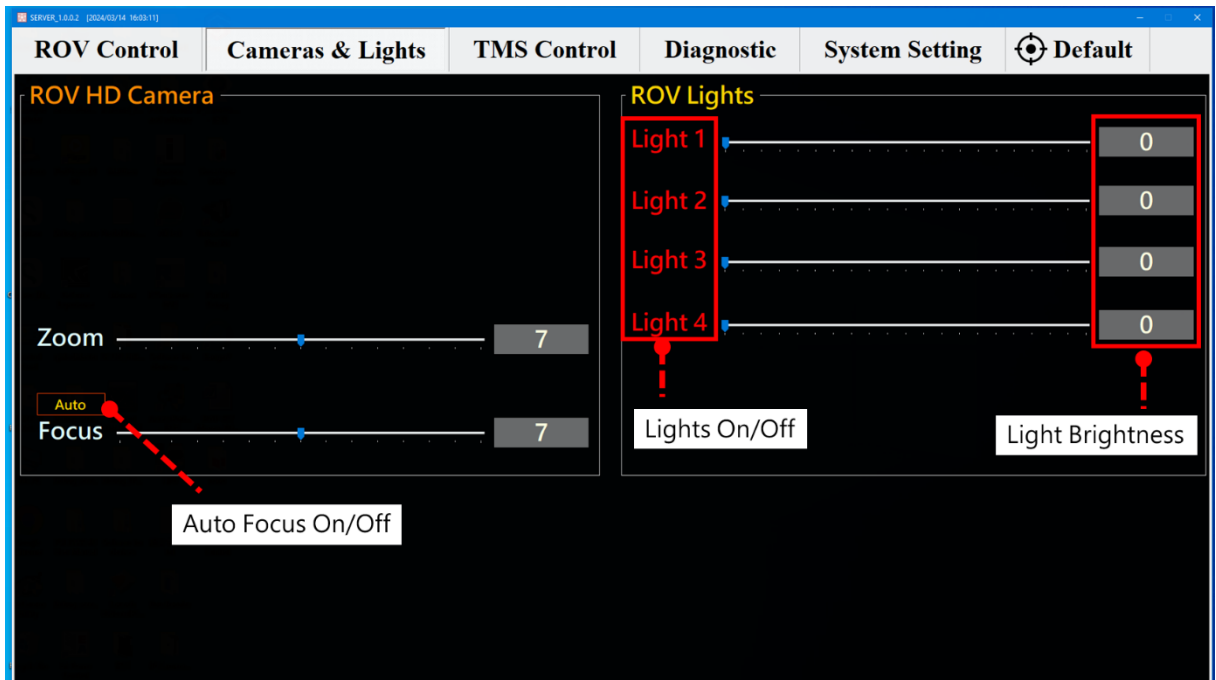 SERVER_1.0.0.2 [2024/03/14 16:03:11]
ROV Control Cameras & Lights TMS Control Diagnostic System Setting Default
ROV HD Camera
Zoom 7
Auto
Focus 7
Auto Focus On/Off
ROV Lights
Light 1 0
Light 2 0
Light 3 0
Light 4 0
Lights On/Off
Light Brightness